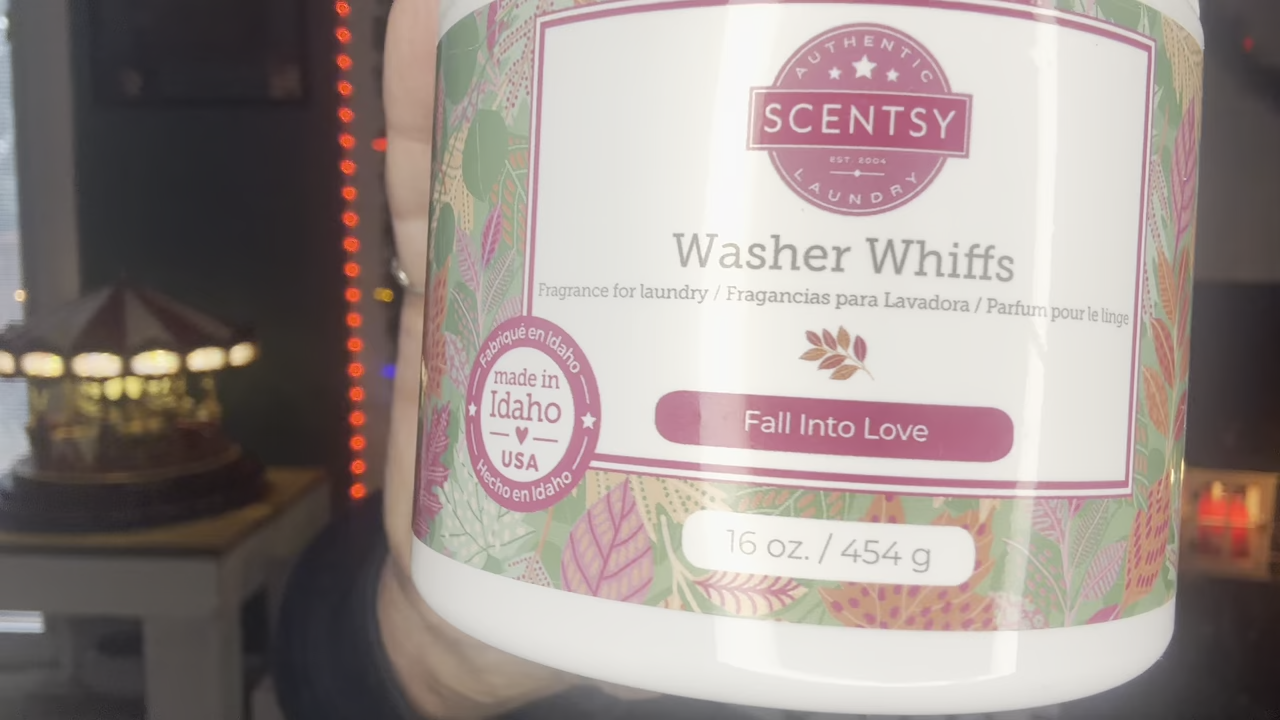 AUTHENTIC
SCENTSY
EST. 2004
LAUNDRY
Washer Whiffs
Fragrance for laundry / Fragancias para Lavadora / Parfum pour le linge
Fabriqué en Idaho
made in
Idaho
USA
Hecho en Idaho
Fall Into Love
16 oz. / 454 g